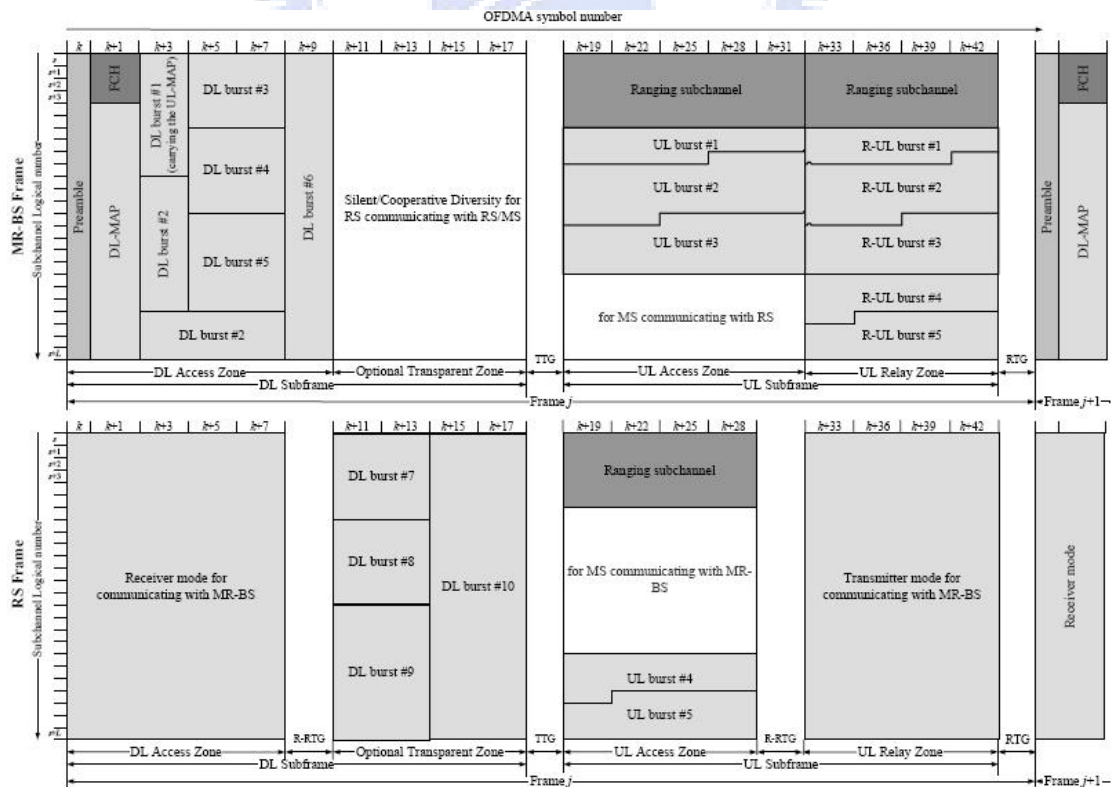 OFDMA symbol number
k k+1 k+3 k+5 k+7 k+9 k+11 k+13 k+15 k+17 k+19 k+22 k+25 k+28 k+31 k+33 k+36 k+39 k+42
MR-BS Frame
Subchannel Logical number
Preamble
FCH
DL-MAP
DL burst #1
(carrying the UL-MAP)
DL burst #2
DL burst #3
DL burst #4
DL burst #5
DL burst #2
DL burst #6
Silent/Cooperative Diversity for
RS communicating with RS/MS
Ranging subchannel
UL burst #1
UL burst #2
UL burst #3
for MS communicating with RS
Ranging subchannel
R-UL burst #1
R-UL burst #2
R-UL burst #3
R-UL burst #4
R-UL burst #5
Preamble
FCH
DL-MAP
DL Access Zone Optional Transparent Zone TTG UL Access Zone UL Relay Zone RTG
DL Subframe UL Subframe
Frame j Frame j+1
k k+1 k+3 k+5 k+7 k+11 k+13 k+15 k+17 k+19 k+22 k+25 k+28 k+33 k+36 k+39 k+42
RS Frame
Subchannel Logical number
Receiver mode for
communicating with MR-BS
DL burst #7
DL burst #8
DL burst #9
DL burst #10
Ranging subchannel
for MS communicating with MR-
BS
UL burst #4
UL burst #5
Transmitter mode for
communicating with MR-BS
Receiver mode
DL Access Zone R-RTG Optional Transparent Zone TTG UL Access Zone R-RTG UL Relay Zone RTG
DL Subframe UL Subframe
Frame j Frame j+1